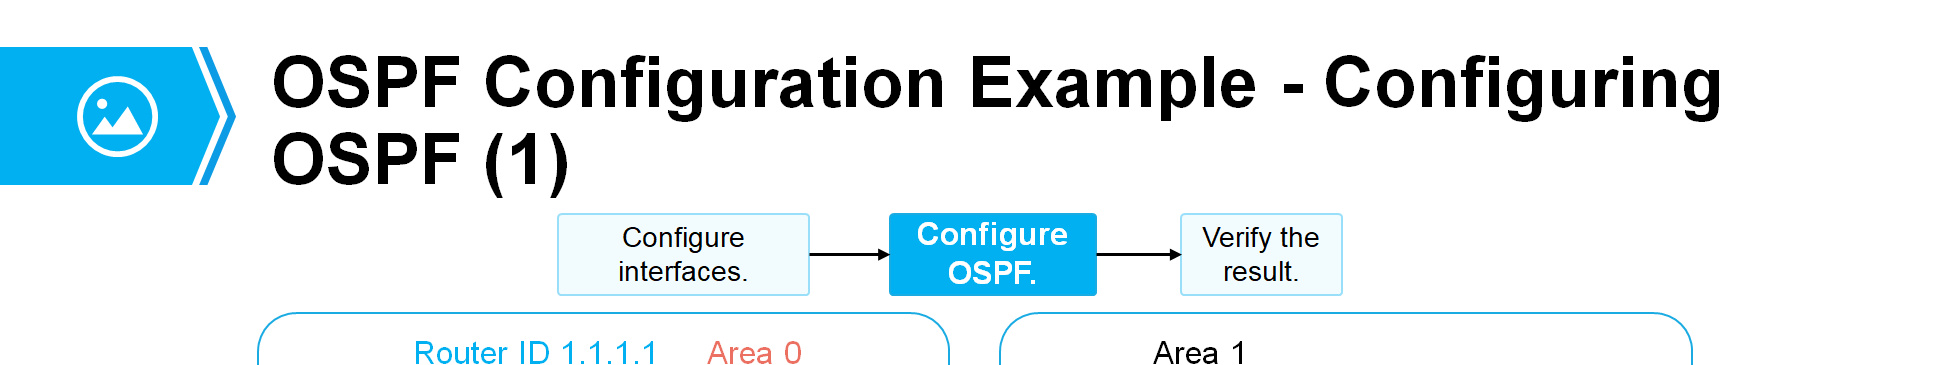 OSPF Configuration Example - Configuring
OSPF (1)
Configure
interfaces.
Configure
OSPF.
Verify the
result.
Router ID 1.1.1.1
Area 0
Area 1